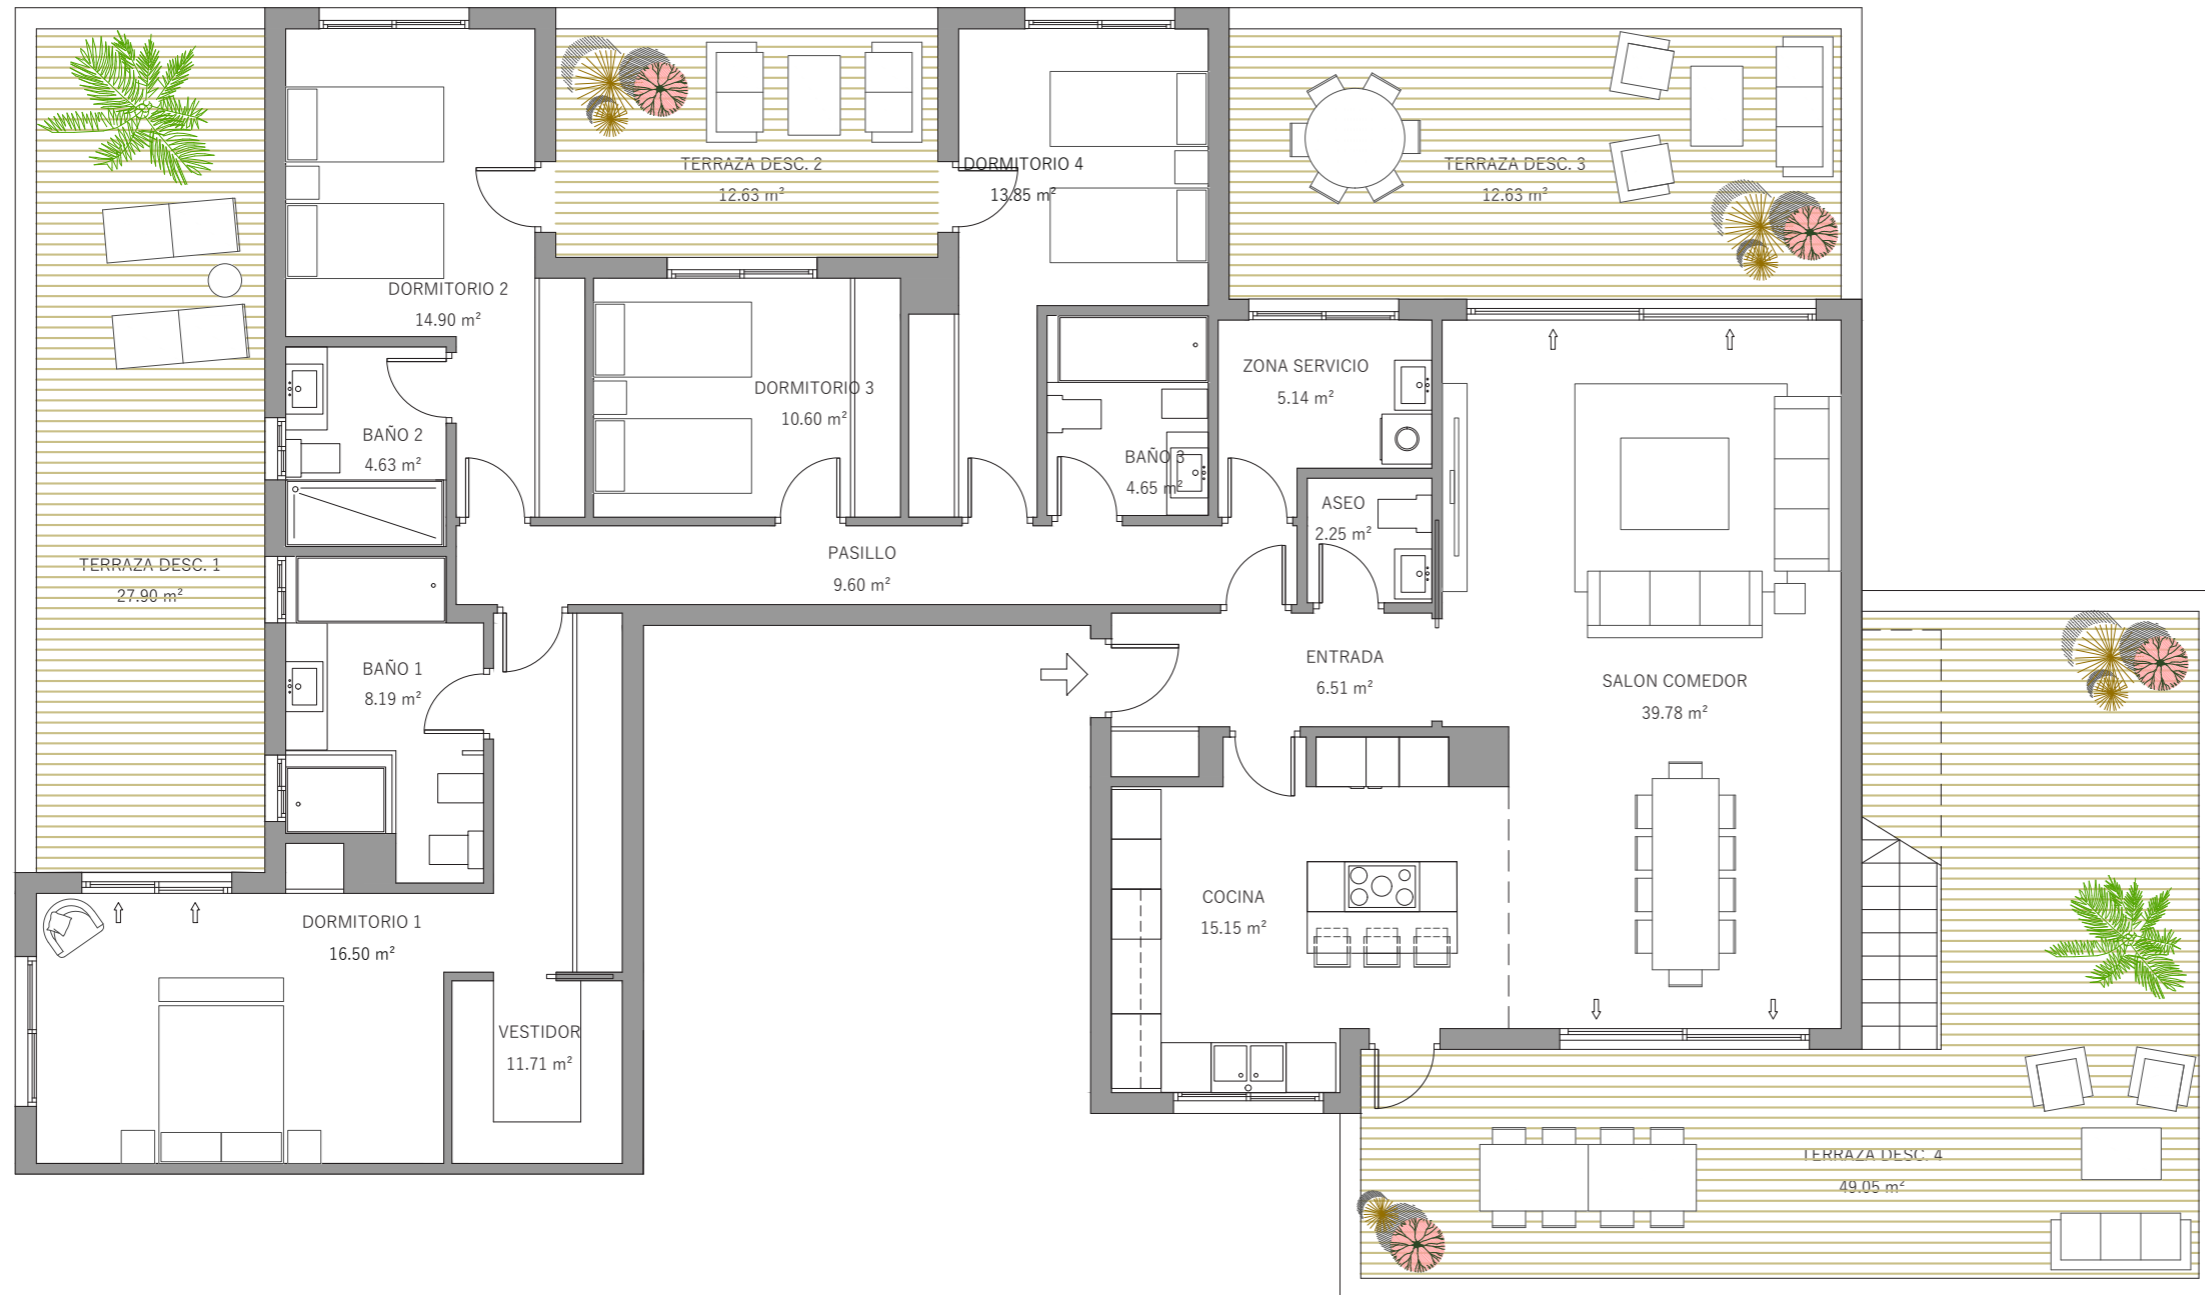 TERRAZA DESC. 2
12.63 m²
DORMITORIO 4
13.85 m²
TERRAZA DESC. 3
12.63 m²
DORMITORIO 2
14.90 m²
DORMITORIO 3
10.60 m²
ZONA SERVICIO
5.14 m²
BAÑO 2
4.63 m²
BAÑO 3
4.65 m²
ASEO
2.25 m²
TERRAZA DESC. 1
27.90 m²
PASILLO
9.60 m²
BAÑO 1
8.19 m²
ENTRADA
6.51 m²
SALON COMEDOR
39.78 m²
DORMITORIO 1
16.50 m²
COCINA
15.15 m²
VESTIDOR
11.71 m²
TERRAZA DESC. 4
49.05 m²